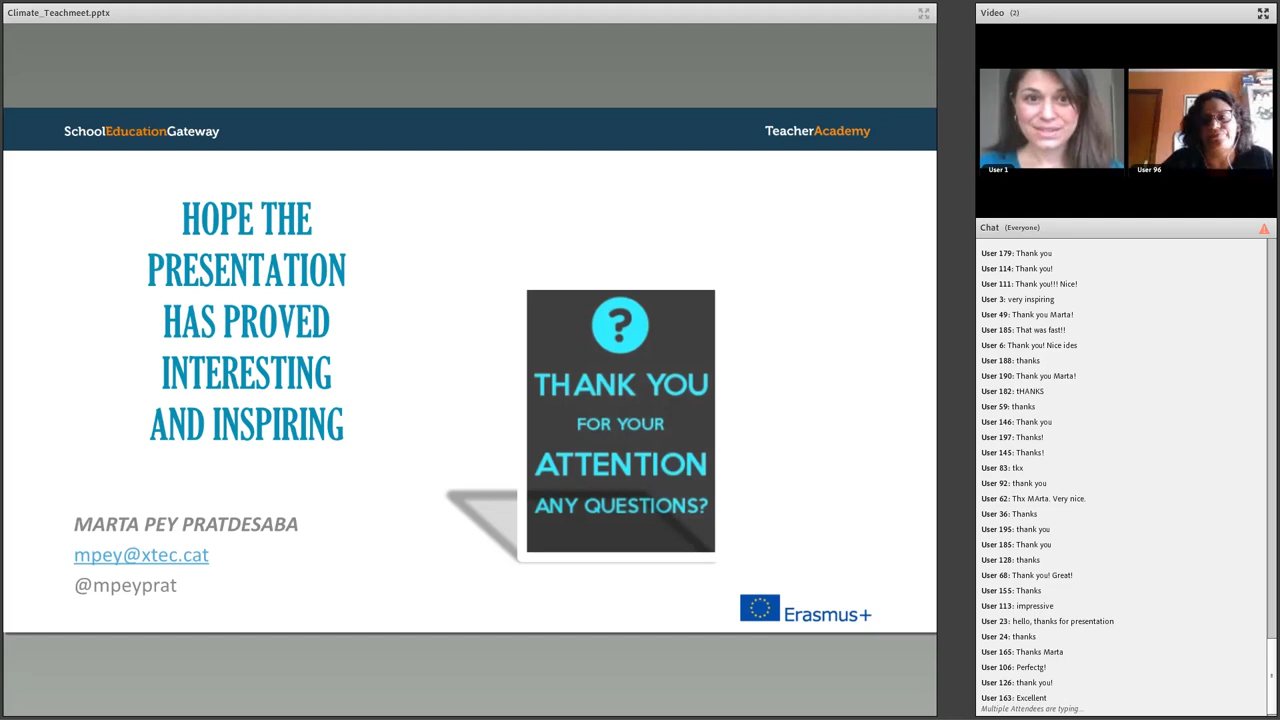 Climate_Teachmeet.pptx
SchoolEducationGateway
TeacherAcademy
HOPE THE
PRESENTATION
HAS PROVED
INTERESTING
AND INSPIRING
MARTA PEY PRATDESABA
mpey@xtec.cat
@mpeyprat
?
THANK YOU
FOR YOUR
ATTENTION
ANY QUESTIONS?
Erasmus+
Video (2)
User 1
User 96
Chat (Everyone)
User 179: Thank you
User 114: Thank you!
User 111: Thank you!!! Nice!
User 3: very inspiring
User 49: Thank you Marta!
User 185: That was fast!!
User 6: Thank you! Nice ides
User 188: thanks
User 190: Thank you Marta!
User 182: tHANKS
User 59: thanks
User 146: Thank you
User 197: Thanks!
User 145: Thanks!
User 83: tkx
User 92: thank you
User 62: Thx MArta. Very nice.
User 36: Thanks
User 195: thank you
User 185: Thank you
User 128: thanks
User 68: Thank you! Great!
User 155: Thanks
User 113: impressive
User 23: hello, thanks for presentation
User 24: thanks
User 165: Thanks Marta
User 106: Perfectg!
User 126: thank you!
User 163: Excellent
Multiple Attendees are typing...